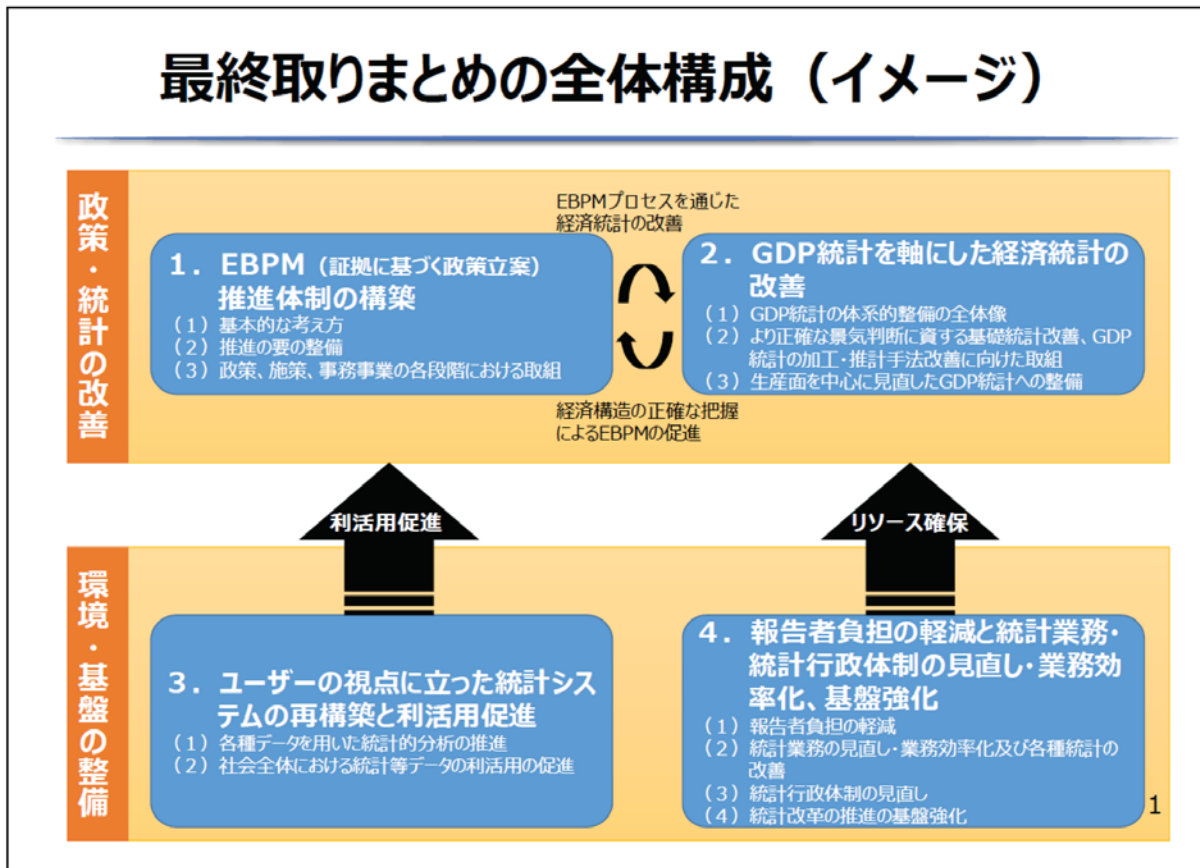 最終取りまとめの全体構成（イメージ）
政策・統計の改善
EBPMプロセスを通じた
経済統計の改善
１．EBPM（証拠に基づく政策立案）
推進体制の構築
（１）基本的な考え方
（２）推進の要の整備
（３）政策、施策、事務事業の各段階における取組
２．GDP統計を軸にした経済統計の
改善
（１）GDP統計の体系的整備の全体像
（２）より正確な景気判断に資する基礎統計改善、GDP
統計の加工・推計手法改善に向けた取組
（３）生産面を中心に見直したGDP統計への整備
経済構造の正確な把握
によるEBPMの促進
利活用促進
リソース確保
環境・基盤の整備
３．ユーザーの視点に立った統計シス
テムの再構築と利活用促進
（１）各種データを用いた統計的分析の推進
（２）社会全体における統計等データの利活用の促進
４．報告者負担の軽減と統計業務・
統計行政体制の見直し・業務効
率化、基盤強化
（１）報告者負担の軽減
（２）統計業務の見直し・業務効率化及び各種統計の
改善
（３）統計行政体制の見直し
（４）統計改革の推進の基盤強化
1